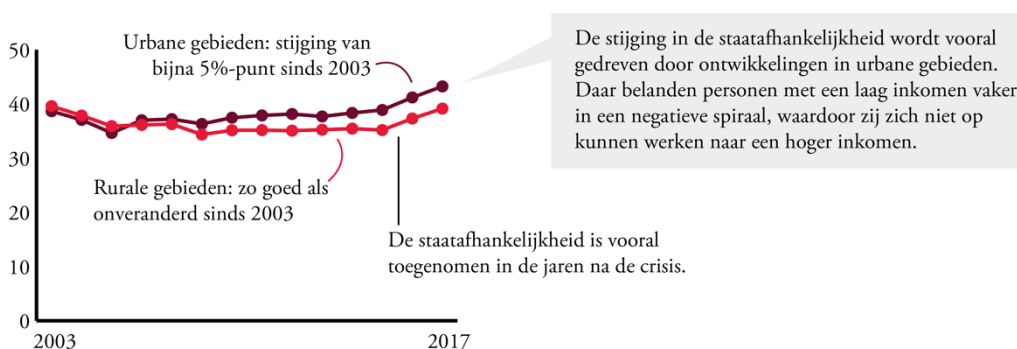 Urbane gebieden: stijging van
bijna 5%-punt sinds 2003
De stijging in de staatafhankelijkheid wordt vooral
gedreven door ontwikkelingen in urbane gebieden.
Daar belanden personen met een laag inkomen vaker
in een negatieve spiraal, waardoor zij zich niet op
kunnen werken naar een hoger inkomen.
50
40
30
20
10
0
Rurale gebieden: zo goed als
onveranderd sinds 2003
De staatafhankelijkheid is vooral
toegenomen in de jaren na de crisis.
2003
2017